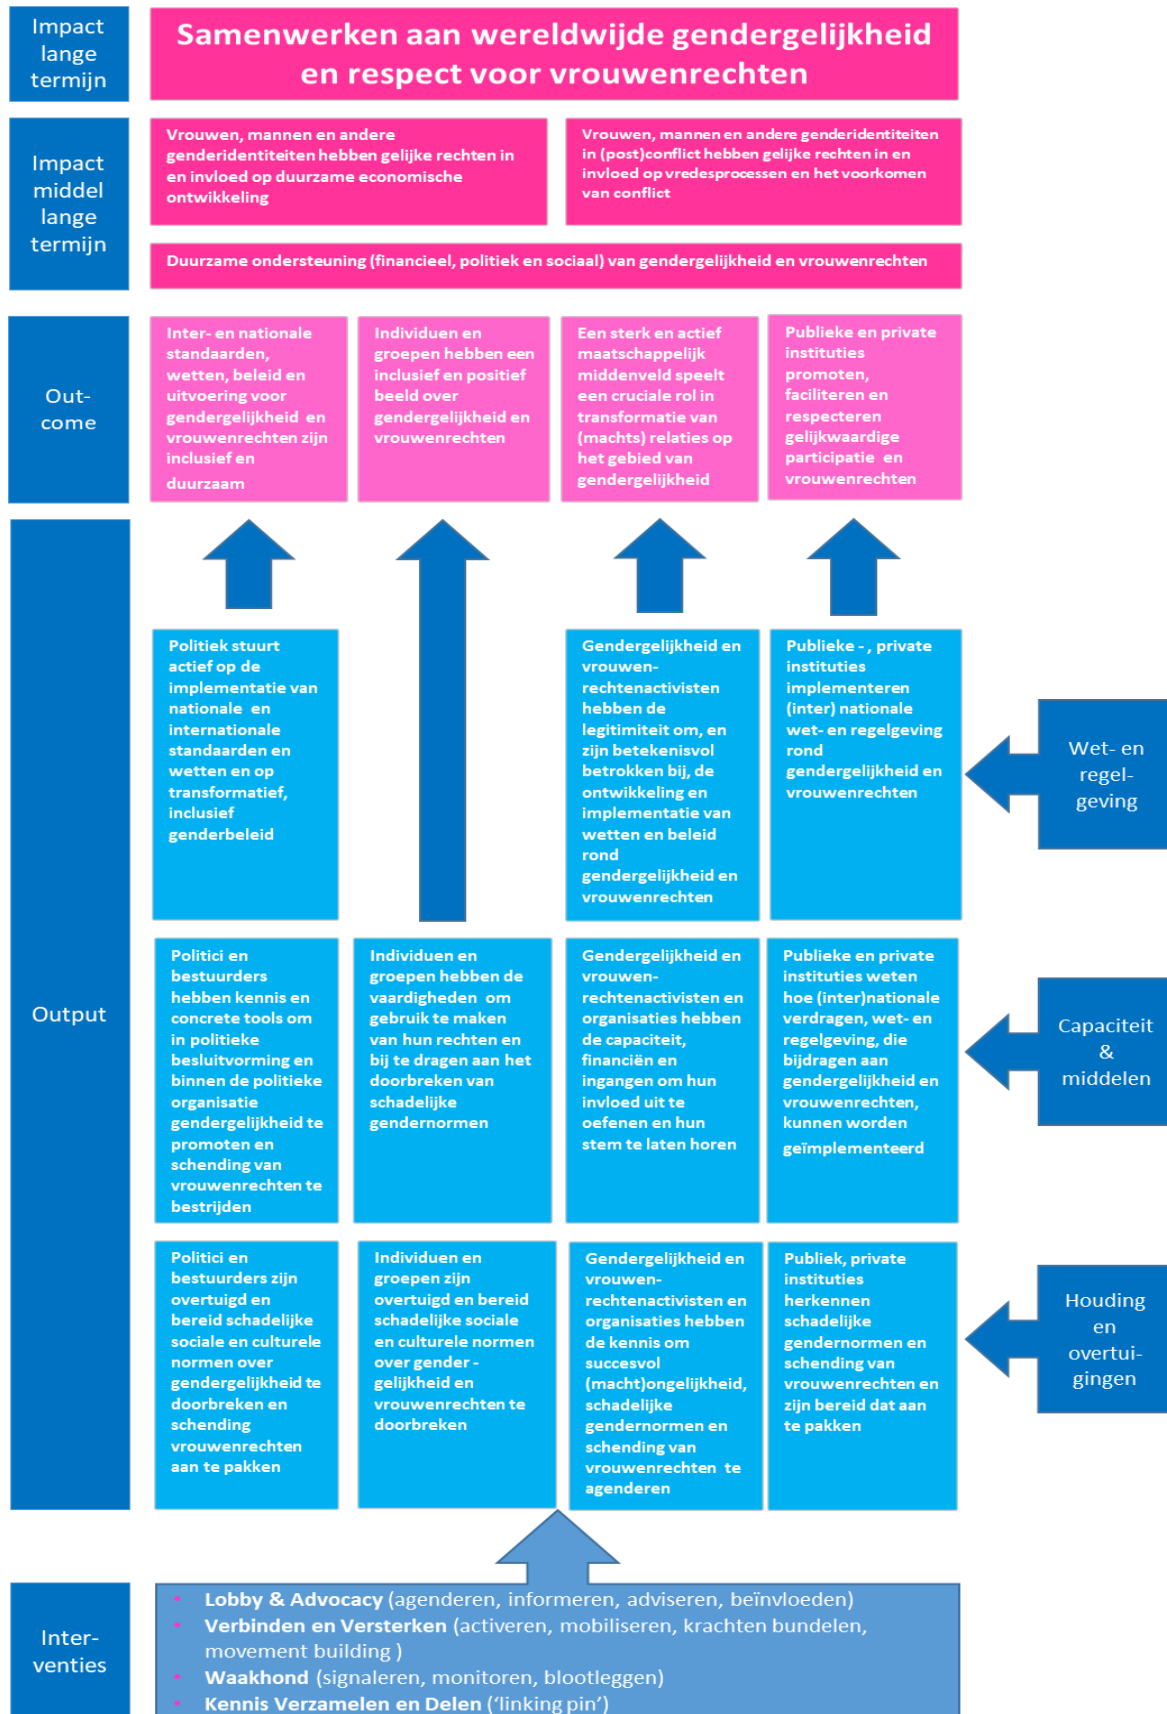 Impact
lange
termijn
Samenwerken aan wereldwijde gendergelijkheid
en respect voor vrouwenrechten
Impact
middel
lange
termijn
Vrouwen, mannen en andere
genderidentiteiten hebben gelijke rechten in
en invloed op duurzame economische
ontwikkeling
Vrouwen, mannen en andere genderidentiteiten
in (post)conflict hebben gelijke rechten in en
invloed op vredesprocessen en het voorkomen
van conflict
Duurzame ondersteuning (financieel, politiek en sociaal) van gendergelijkheid en vrouwenrechten
Out-
come
Inter- en nationale
standaarden,
wetten, beleid en
uitvoering voor
gendergelijkheid en
vrouwenrechten zijn
inclusief en
duurzaam
Individuen en
groepen hebben een
inclusief en positief
beeld over
gendergelijkheid en
vrouwenrechten
Een sterk en actief
maatschappelijk
middenveld speelt
een cruciale rol in
transformatie van
(machts) relaties op
het gebied van
gendergelijkheid
Publieke en private
instituties
promoten,
faciliteren en
respecteren
gelijkwaardige
participatie en
vrouwenrechten
Output
Politiek stuurt
actief op de
implementatie van
nationale en
internationale
standaarden en
wetten en op
transformatief,
inclusief
genderbeleid
Gendergelijkheid en
vrouwen-
rechtenactivisten
hebben de
legitimiteit om, en
zijn betekenisvol
betrokken bij, de
ontwikkeling en
implementatie van
wetten en beleid
rond
gendergelijkheid en
vrouwenrechten
Publieke - , private
instituties
implementeren
(inter) nationale
wet- en regelgeving
rond
gendergelijkheid en
vrouwenrechten
Wet- en
regel-
geving
Politici en
bestuurders
hebben kennis en
concrete tools om
in politieke
besluitvorming en
binnen de politieke
organisatie
gendergelijkheid te
promoten en
schending van
vrouwenrechten te
bestrijden
Individuen en
groepen hebben de
vaardigheden om
gebruik te maken
van hun rechten en
bij te dragen aan het
doorbreken van
schadelijke
gendernormen
Gendergelijkheid en
vrouwen-
rechtenactivisten en
organisaties hebben
de capaciteit,
financiën en
ingangen om hun
invloed uit te
oefenen en hun
stem te laten horen
Publieke en private
instituties weten
hoe (inter)nationale
verdragen, wet- en
regelgeving, die
bijdragen aan
gendergelijkheid en
vrouwenrechten,
kunnen worden
geïmplementeerd
Capaciteit
&
middelen
Politici en
bestuurders zijn
overtuigd en
bereid schadelijke
sociale en culturele
normen over
gendergelijkheid te
doorbreken en
schending
vrouwenrechten
aan te pakken
Individuen en
groepen zijn
overtuigd en bereid
schadelijke sociale
en culturele normen
over gender -
gelijkheid en
vrouwenrechten te
doorbreken
Gendergelijkheid en
vrouwen-
rechtenactivisten en
organisaties hebben
de kennis om
succesvol
(macht)ongelijkheid,
schadelijke
gendernormen en
schending van
vrouwenrechten te
agenderen
Publiek, private
instituties
herkennen
schadelijke
gendernormen en
schending van
vrouwenrechten en
zijn bereid dat aan
te pakken
Houding
en
overtui-
gingen
Inter-
venties
• Lobby & Advocacy (agenderen, informeren, adviseren, beïnvloeden)
• Verbinden en Versterken (activeren, mobiliseren, krachten bundelen,
movement building )
• Waakhond (signaleren, monitoren, blootleggen)
• Kennis Verzamelen en Delen (‘linking pin’)